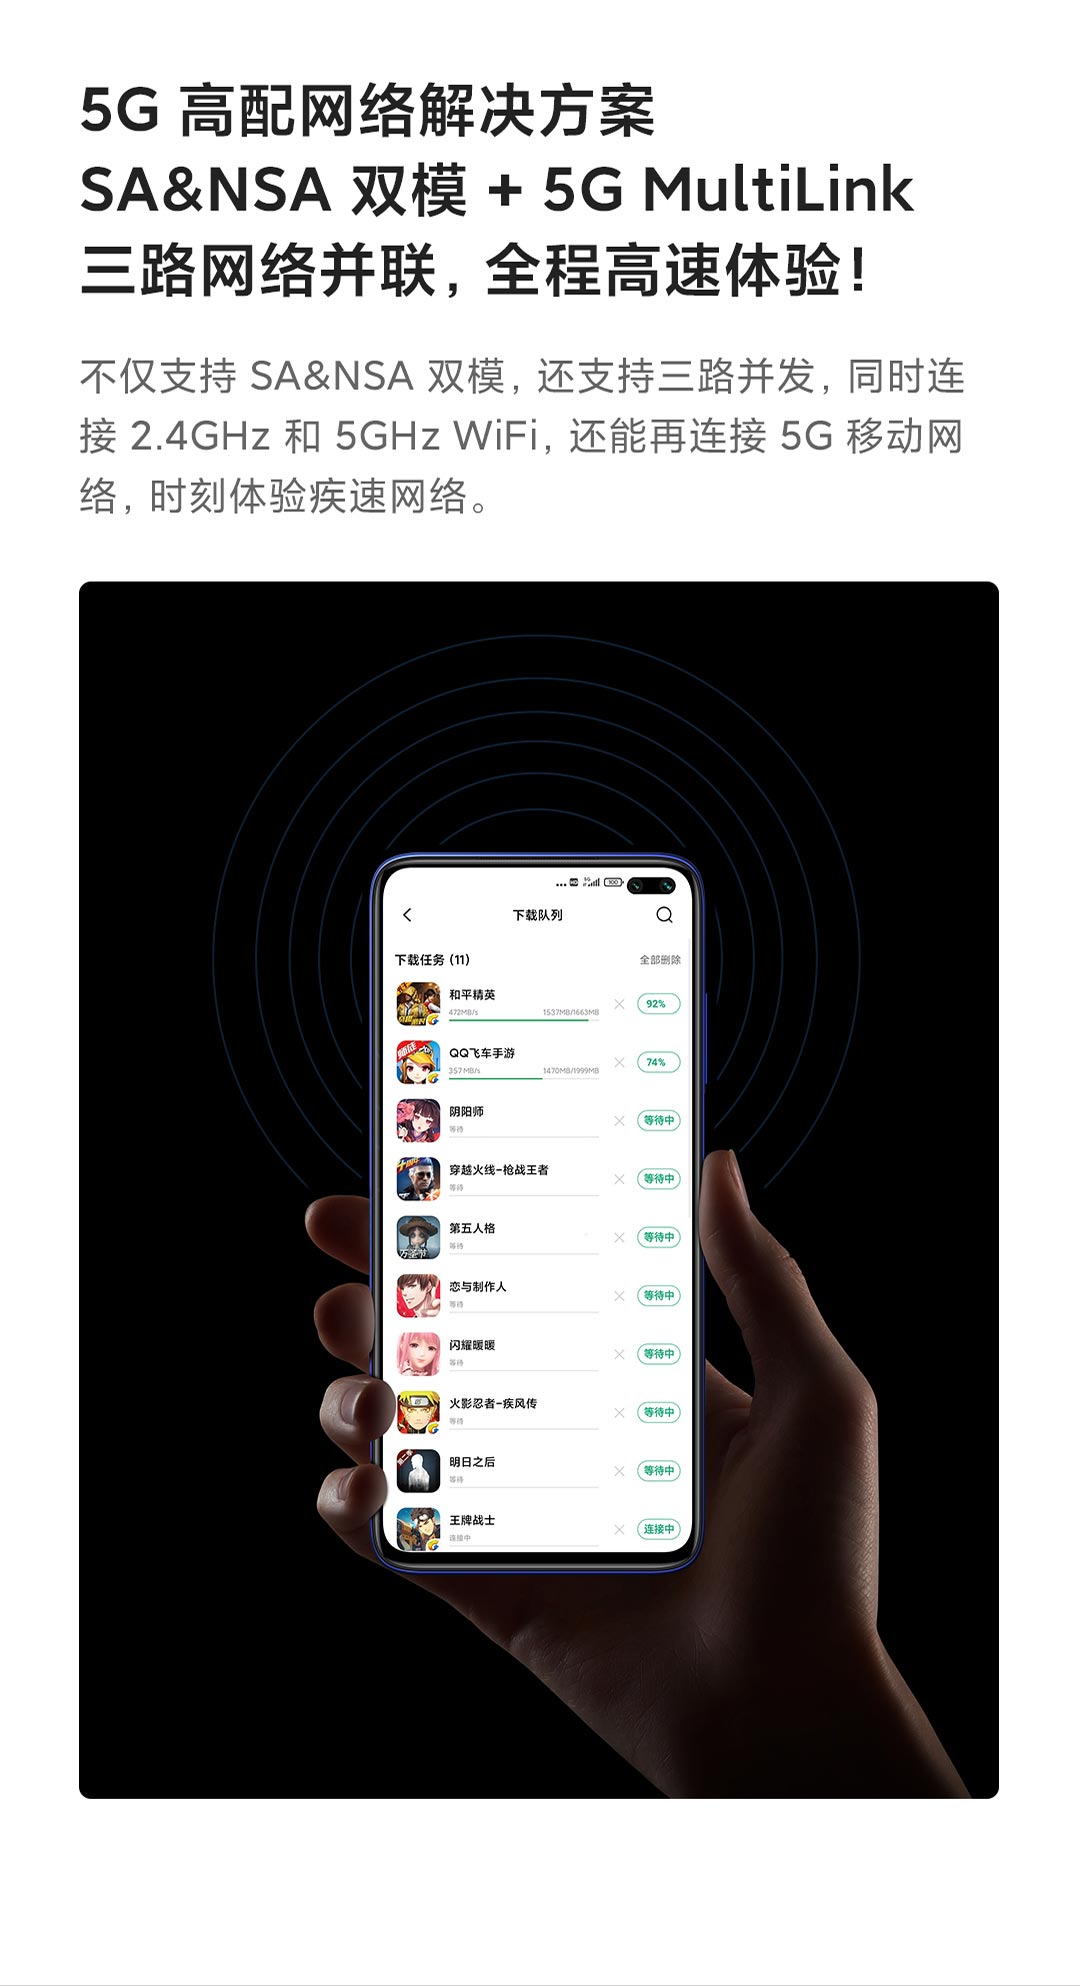 5G 高配网络解决方案
SA&NSA 双模 + 5G MultiLink
三路网络并联, 全程高速体验!
不仅支持 SA&NSA 双模, 还支持三路并发, 同时连
接 2.4GHz 和 5GHz WiFi, 还能再连接 5G 移动网
络, 时刻体验疾速网络。
5G 100
下载队列
下载任务 (11) 全部删除
和平精英
472MB/s 1537MB/1663MB 92%
QQ飞车手游
357MB/s 1470MB/1999MB 74%
阴阳师
等待 等待中
穿越火线-枪战王者
等待 等待中
第五人格
万圣节
等待 等待中
恋与制作人
等待 等待中
闪耀暖暖
等待 等待中
火影忍者-疾风传
等待 等待中
明日之后
等待 等待中
王牌战士
连接中 连接中